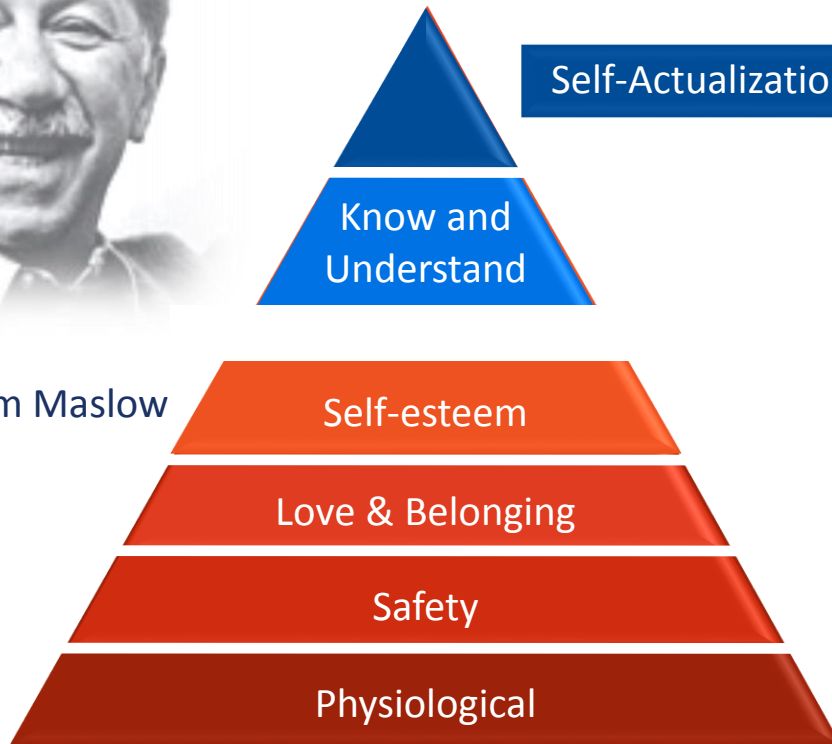 Self-Actualizatio
Know and
Understand
m Maslow
Self-esteem
Love & Belonging
Safety
Physiological